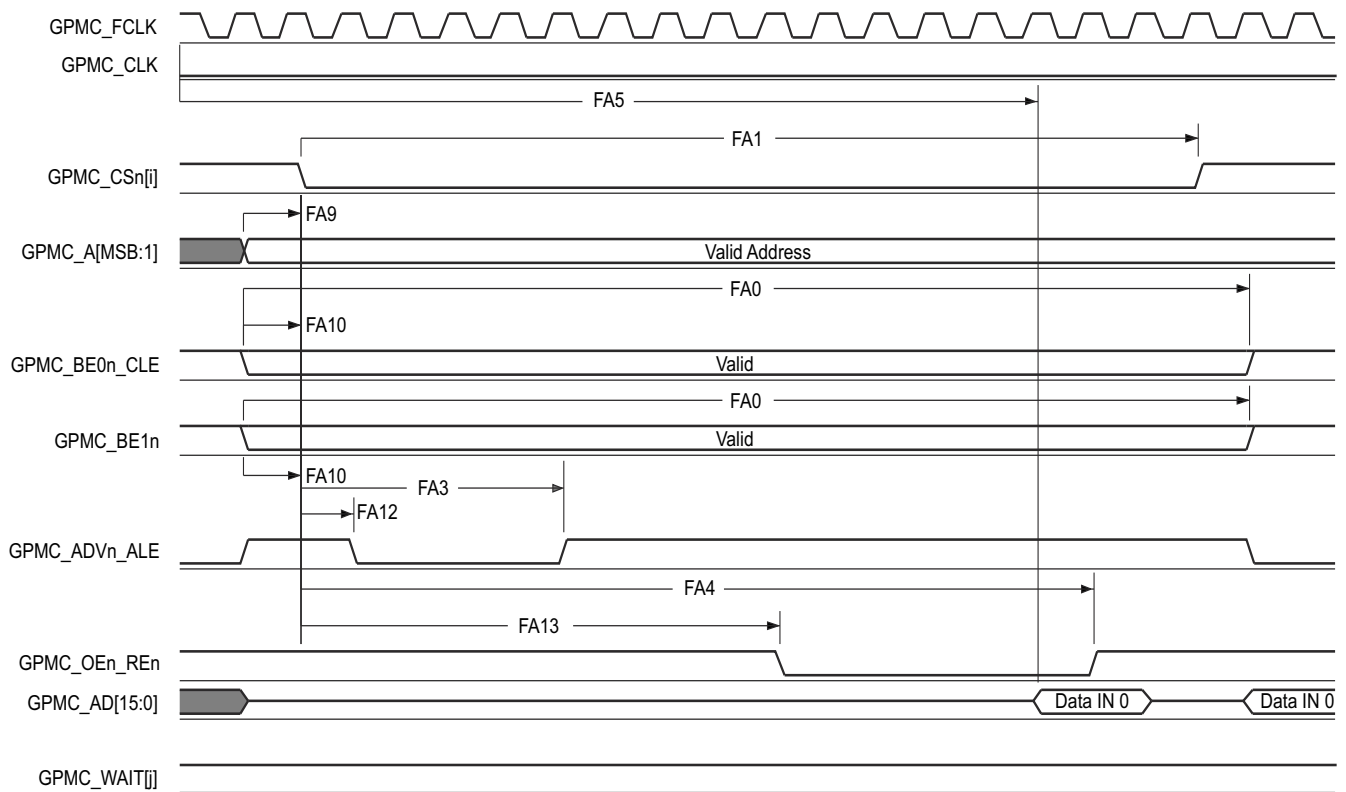 GPMC_FCLK
GPMC_CLK
FA5
FA1
GPMC_CSn[i]
FA9
GPMC_A[MSB:1]
Valid Address
FA0
FA10
GPMC_BE0n_CLE
Valid
FA0
GPMC_BE1n
Valid
FA10
FA3
FA12
GPMC_ADVn_ALE
FA4
FA13
GPMC_OEn_REn
GPMC_AD[15:0]
Data IN 0
Data IN 0
GPMC_WAIT[j]